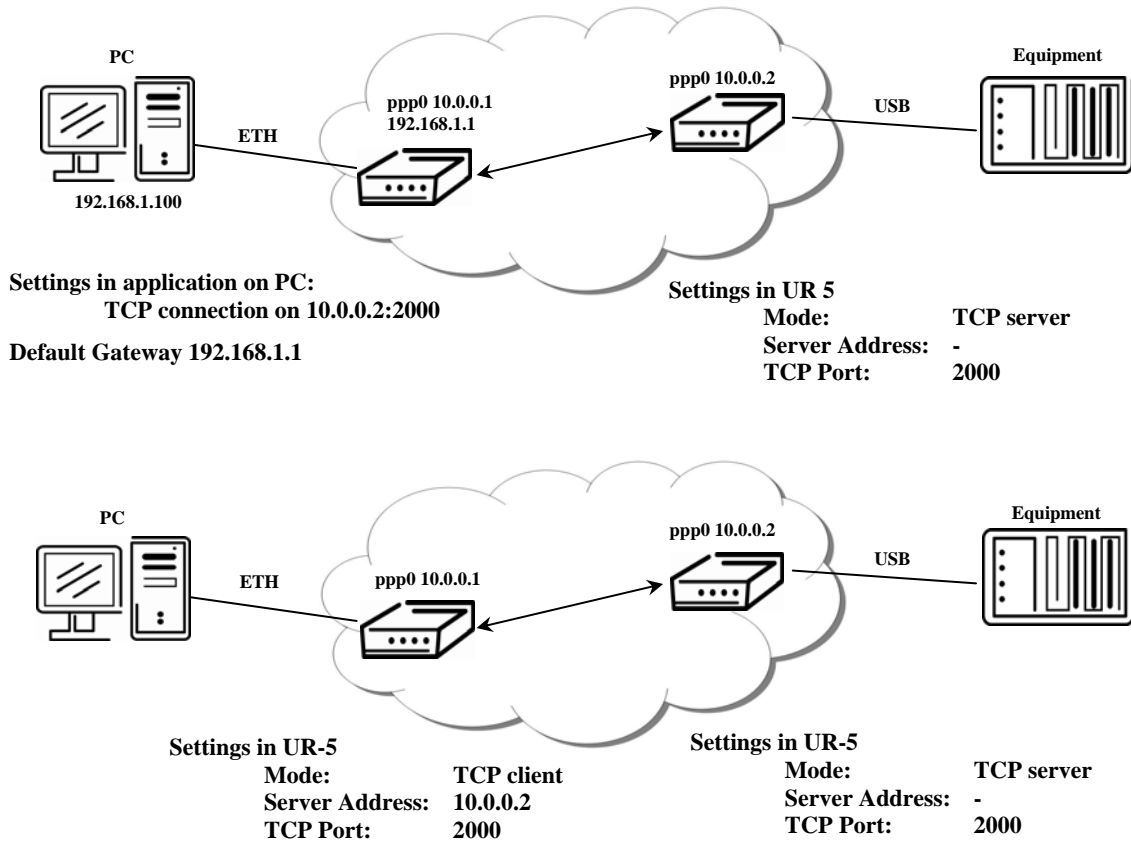 PC
ETH
192.168.1.100
ppp0 10.0.0.1
192.168.1.1
ppp0 10.0.0.2
USB
Equipment
Settings in application on PC:
TCP connection on 10.0.0.2:2000
Default Gateway 192.168.1.1
Settings in UR 5
Mode: TCP server
Server Address: -
TCP Port: 2000
PC
ETH
ppp0 10.0.0.1
ppp0 10.0.0.2
USB
Equipment
Settings in UR-5
Mode: TCP client
Server Address: 10.0.0.2
TCP Port: 2000
Settings in UR-5
Mode: TCP server
Server Address: -
TCP Port: 2000